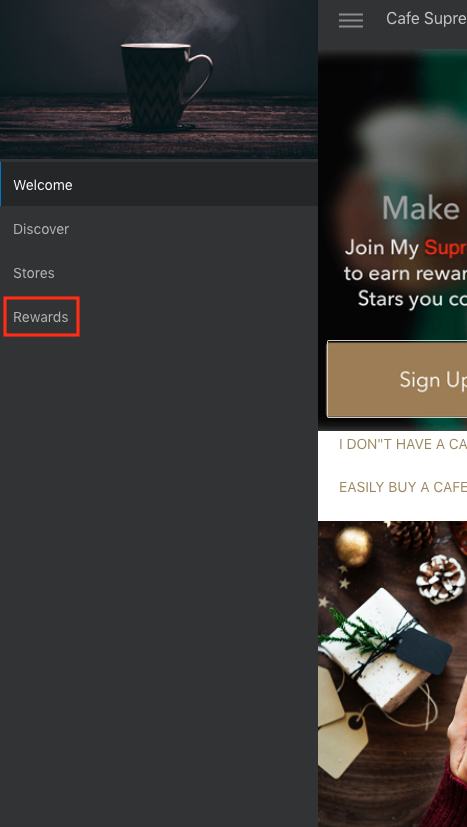 Welcome
Discover
Stores
Rewards
Cafe Supre
Make
Join My Supr
to earn rewar
Stars you co
Sign Up
I DON"T HAVE A CA
EASILY BUY A CAFE